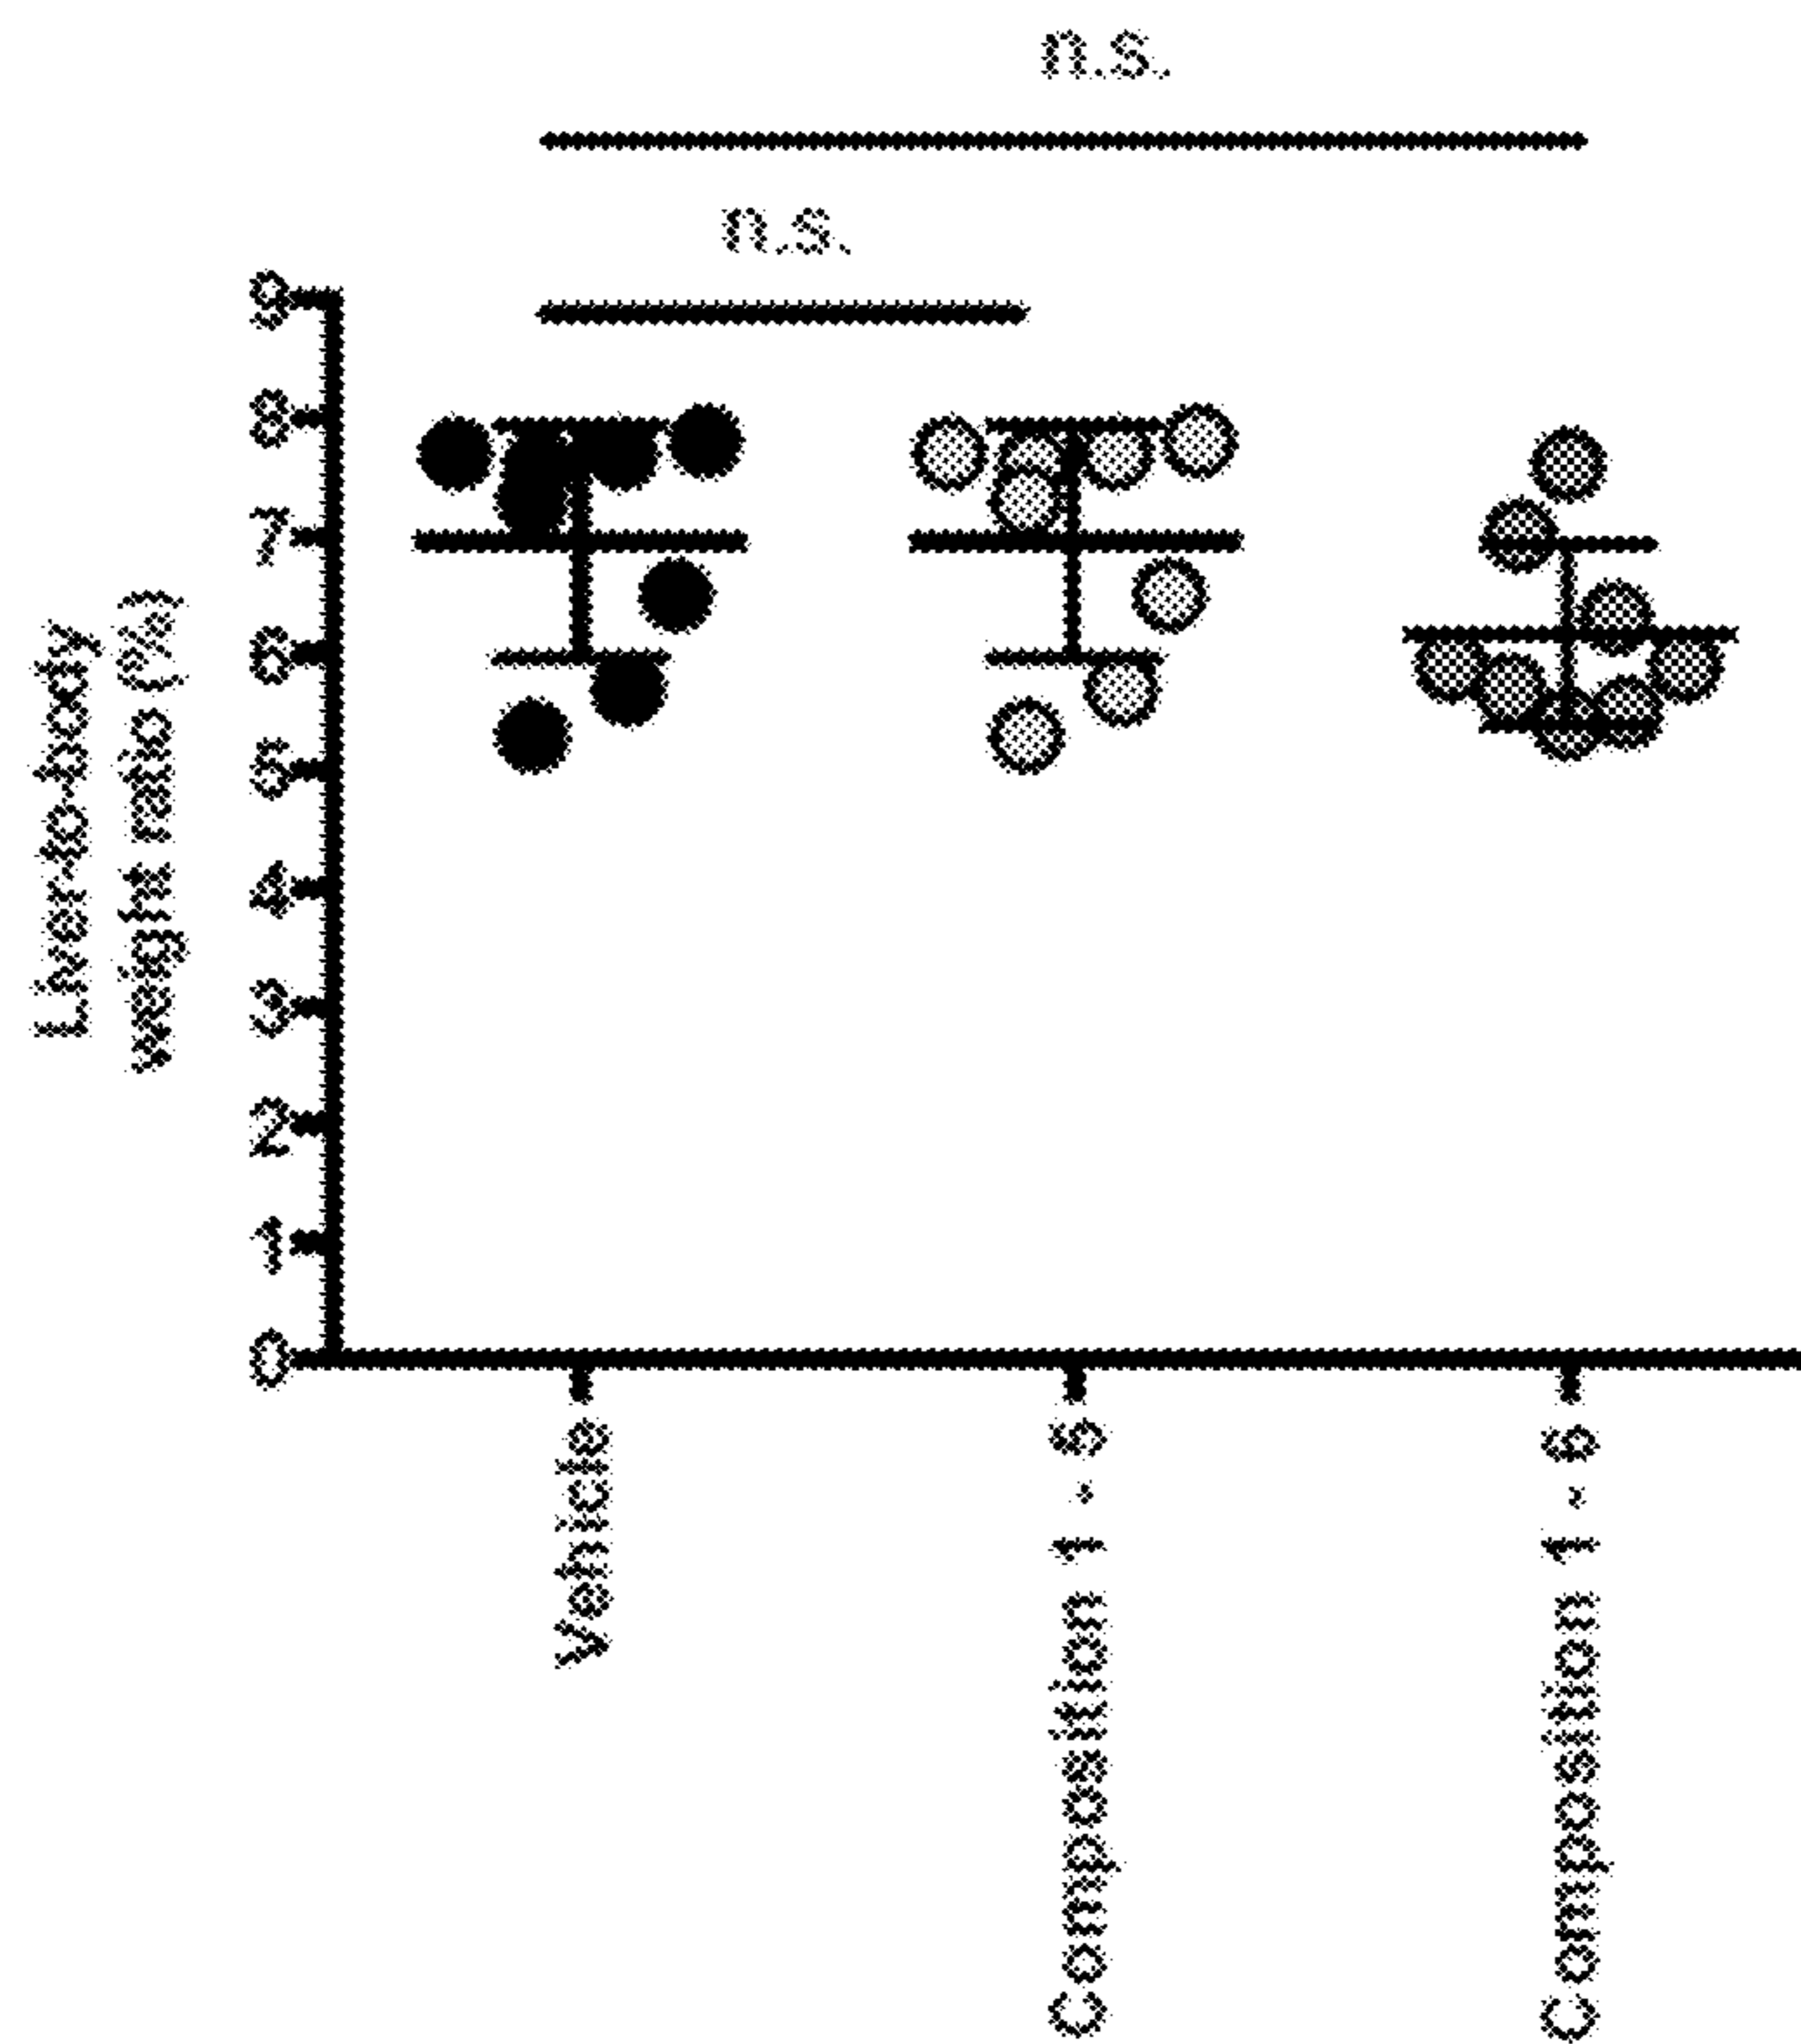 n.s.
n.s.
Liver-to-body
weight ratio (%)
9
8
7
6
5
4
3
2
1
0
Vehicle
Composition 1 - 5
Composition 1 - 6